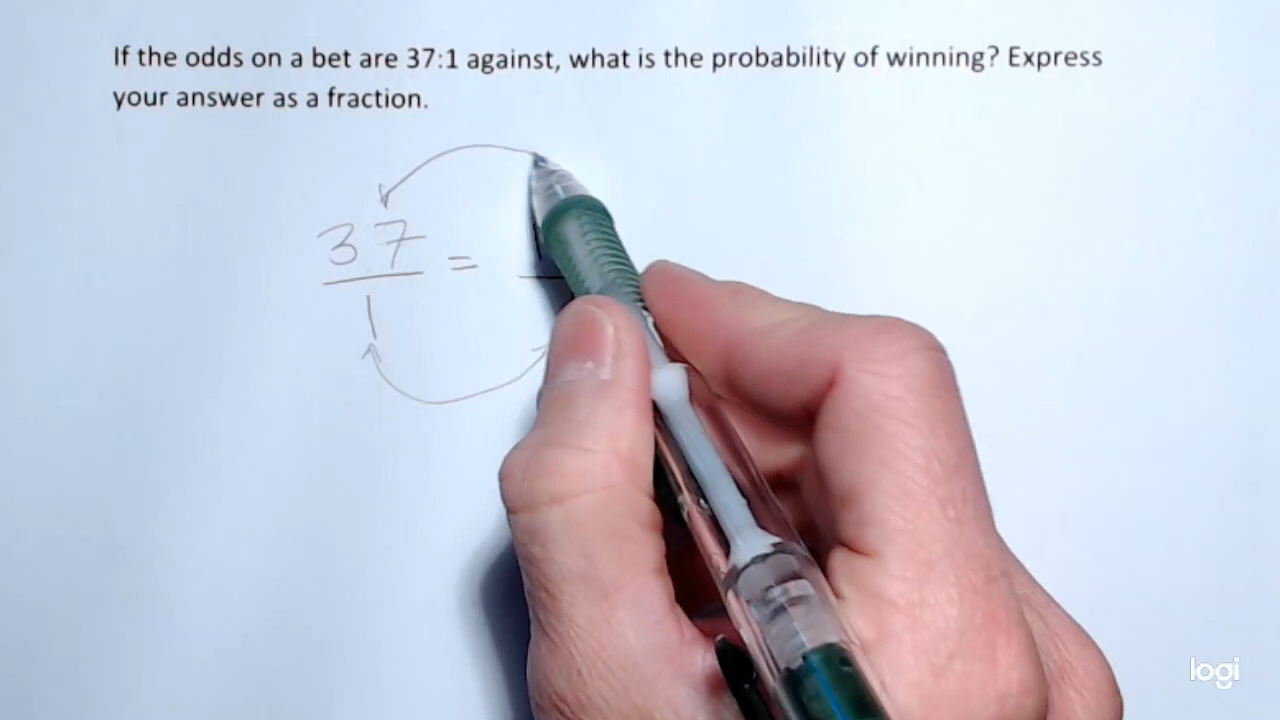 If the odds on a bet are 37:1 against, what is the probability of winning? Express
your answer as a fraction.
37 =
1
logi